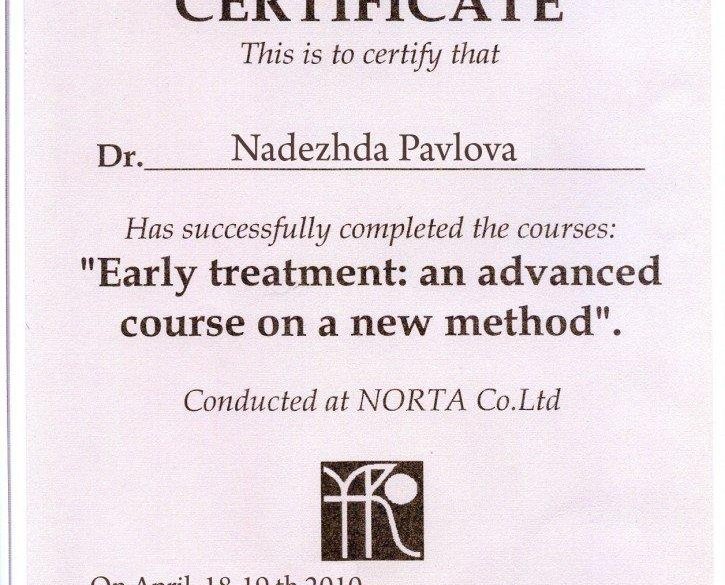 CERTIFICATE
This is to certify that
Dr. Nadezhda Pavlova
Has successfully completed the courses:
"Early treatment: an advanced
course on a new method".
Conducted at NORTA Co.Ltd
On April, 18-19 th 2010